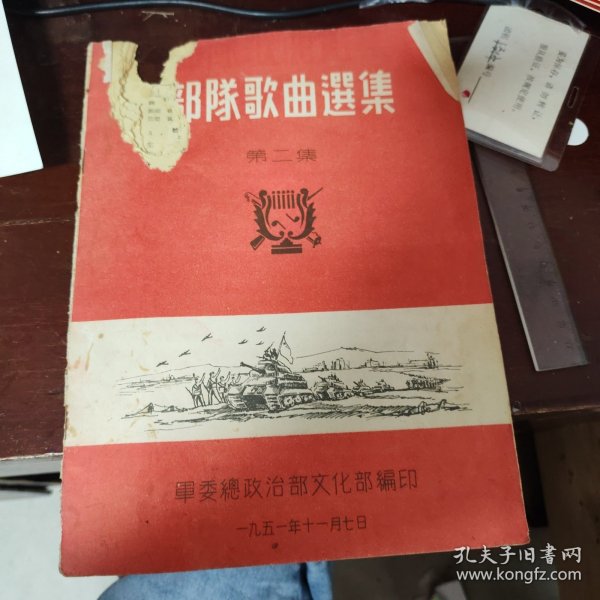 部隊歌曲選集
第二集
軍委總政治部文化部編印
一九五一年十一月七日
孔夫子旧书网
www.kongfz.com